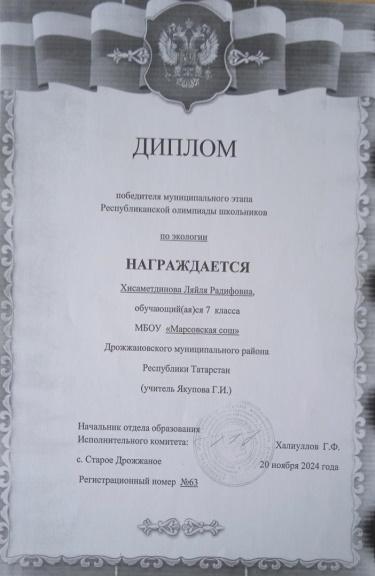 ДИПЛОМ
победителя муниципального этапа
Республиканской олимпиады школьников
по экологии
НАГРАЖДАЕТСЯ
Хисаметдинова Ляйля Радифовна,
обучающий(ая)ся 7 класса
МБОУ «Марсовская сош»
Дрожжановского муниципального района
Республики Татарстан
(учитель Якупова Г.И.)
Начальник отдела образования
Исполнительного комитета:
Халиуллов Г.Ф.
с. Старое Дрожжаное
20 ноября 2024 года
Регистрационный номер №63